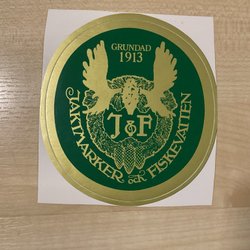 GRUNDAD
1913
J&F
JAKTMARKER och FISKEVATTEN